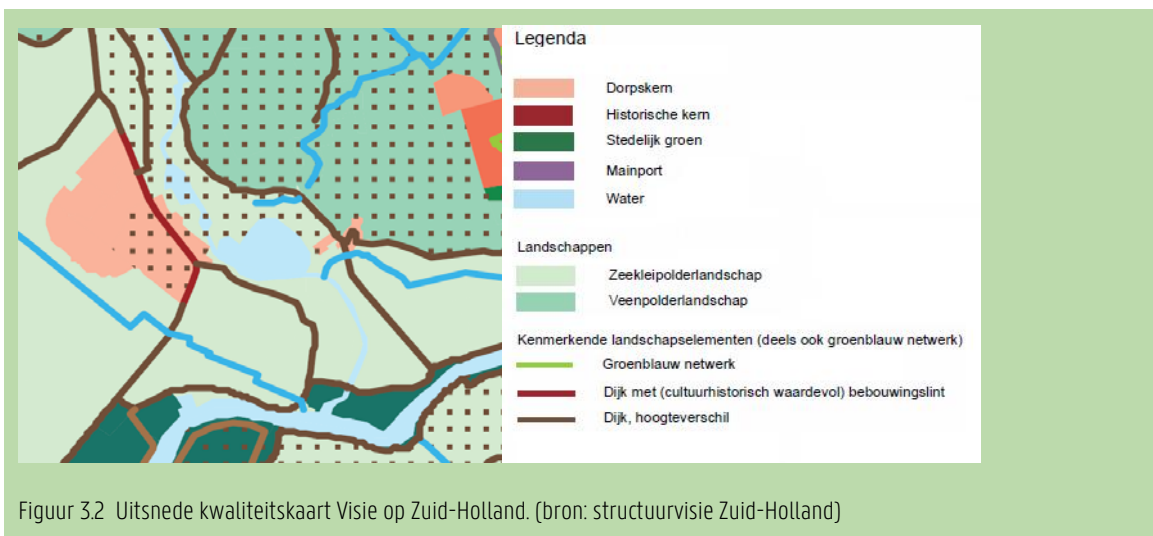 Legenda
Dorpskern
Historische kern
Stedelijk groen
Mainport
Water
Landschappen
Zeekleipolderlandschap
Veenpolderlandschap
Kenmerkende landschapselementen (deels ook groenblauw netwerk)
Groenblauw netwerk
Dijk met (cultuurhistorisch waardevol) bebouwingslint
Dijk, hoogteverschil
Figuur 3.2 Uitsnede kwaliteitskaart Visie op Zuid-Holland. (bron: structuurvisie Zuid-Holland)